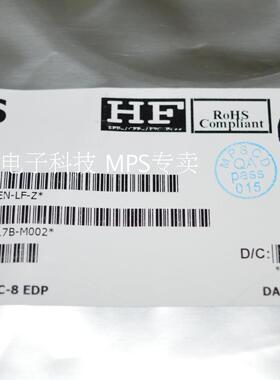 S
HF
RoHS
Compliant
电子科技 MPS专卖
EN-LF-Z*
MPSCD
QA
pass
015
.7B-M002*
D/C:
C-8 EDP
DA